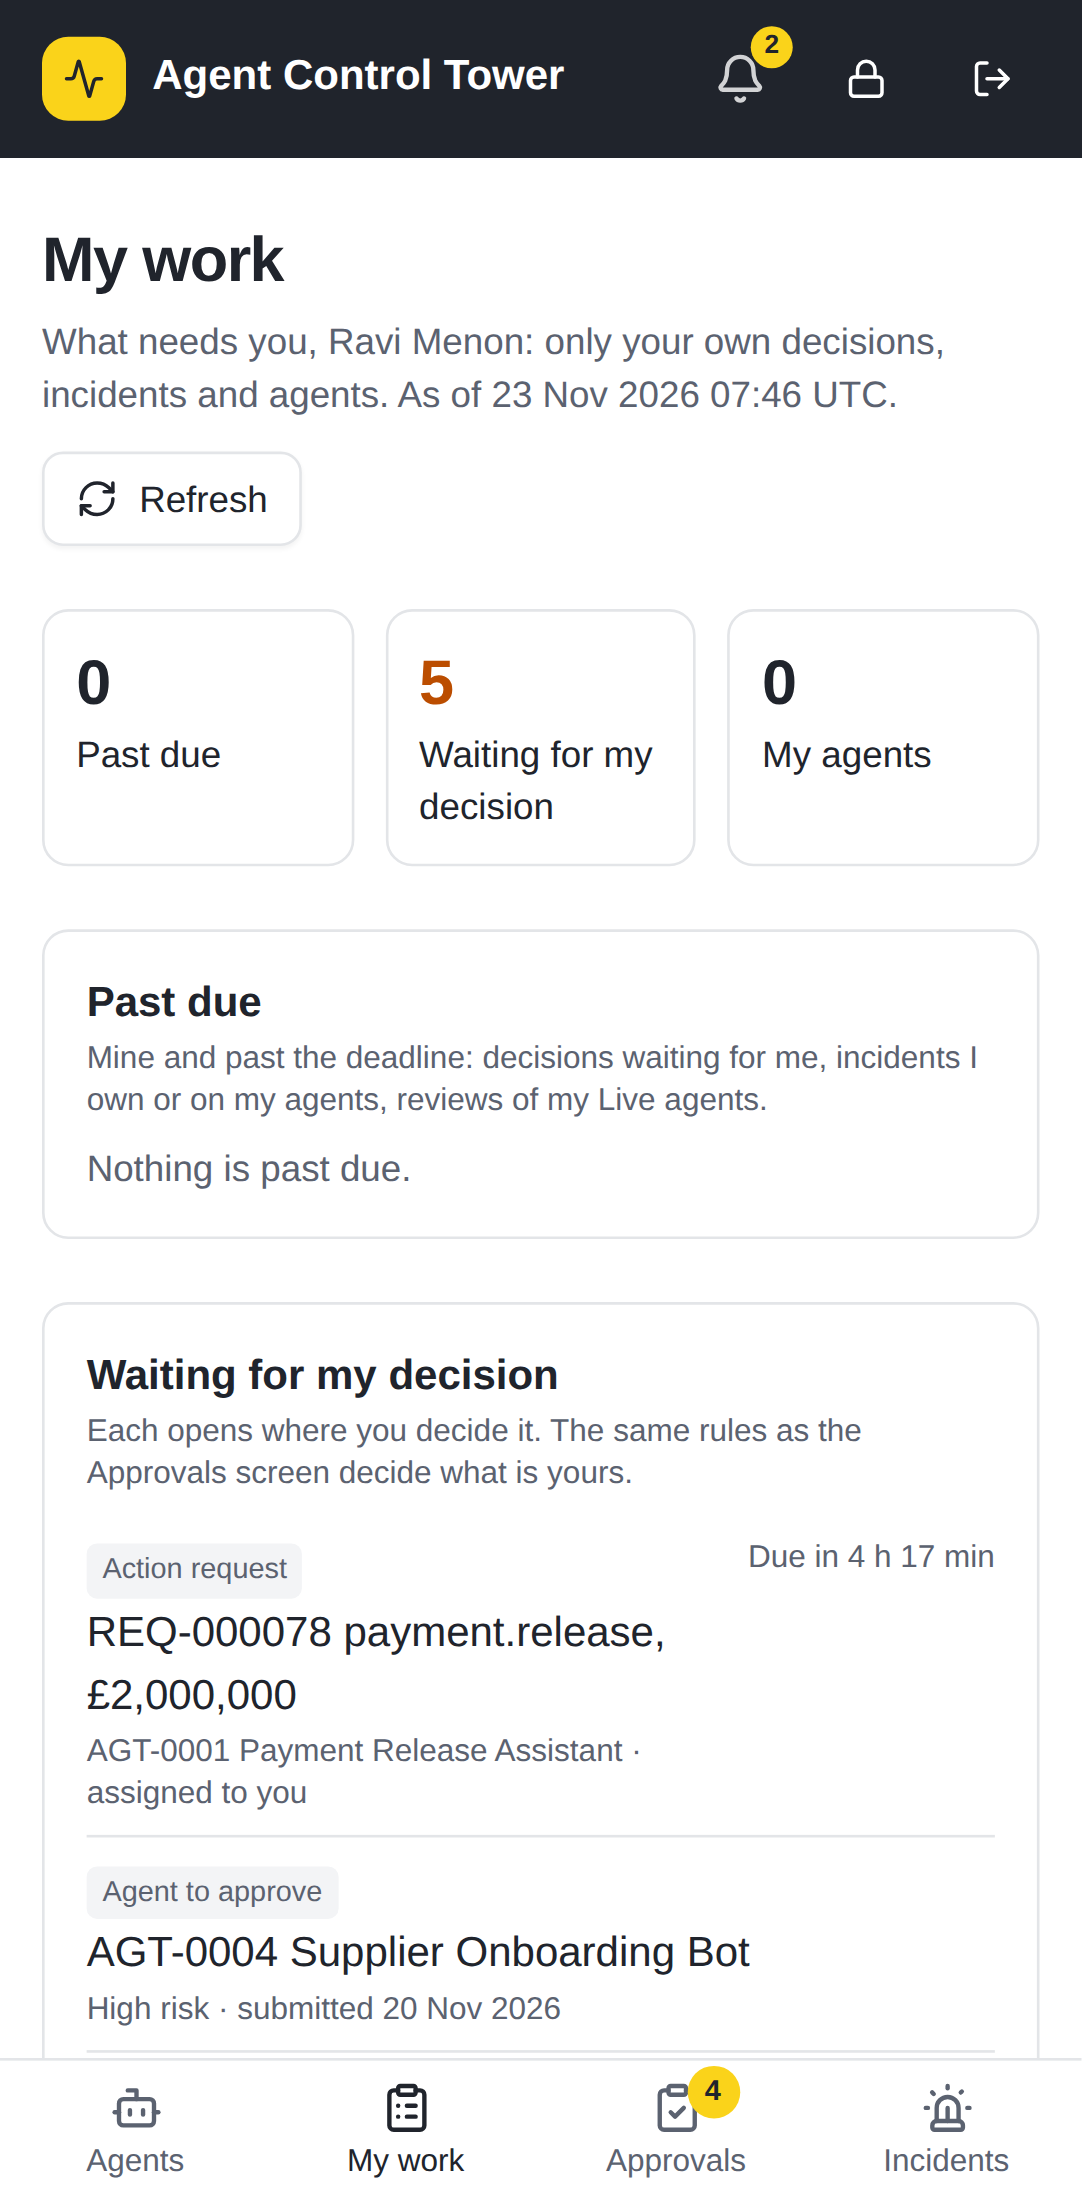 Agent Control Tower
2
My work
What needs you, Ravi Menon: only your own decisions,
incidents and agents. As of 23 Nov 2026 07:46 UTC.
Refresh
0
Past due
5
Waiting for my
decision
0
My agents
Past due
Mine and past the deadline: decisions waiting for me, incidents I
own or on my agents, reviews of my Live agents.
Nothing is past due.
Waiting for my decision
Each opens where you decide it. The same rules as the
Approvals screen decide what is yours.
Action request
Due in 4 h 17 min
REQ-000078 payment.release,
£2,000,000
AGT-0001 Payment Release Assistant ·
assigned to you
Agent to approve
AGT-0004 Supplier Onboarding Bot
High risk · submitted 20 Nov 2026
Agents
My work
4
Approvals
Incidents